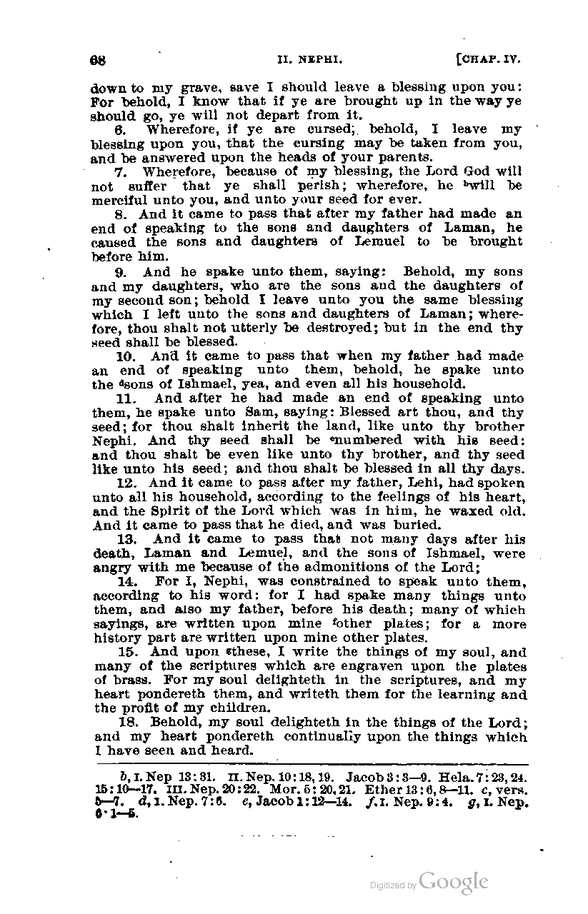 68 II. NEPHI. [CHAP. IV.
down to my grave, save I should leave a blessing upon you:
For behold, I know that if ye are brought up in the way ye
should go, ye will not depart from it.
6. Wherefore, if ye are cursed; behold, I leave my
blessing upon you, that the cursing may be taken from you,
and be answered upon the heads of your parents.
7. Wherefore, because of my blessing, the Lord God will
not suffer that ye shall perish; wherefore, he ᵇwill be
merciful unto you, and unto your seed for ever.
8. And it came to pass that after my father had made an
end of speaking to the sons and daughters of Laman, he
caused the sons and daughters of Lemuel to be brought
before him.
9. And he spake unto them, saying: Behold, my sons
and my daughters, who are the sons and the daughters of
my second son; behold I leave unto you the same blessing
which I left unto the sons and daughters of Laman; where-
fore, thou shalt not utterly be destroyed; but in the end thy
seed shall be blessed.
10. And it came to pass that when my father had made
an end of speaking unto them, behold, he spake unto
the ᵈsons of Ishmael, yea, and even all his household.
11. And after he had made an end of speaking unto
them, he spake unto Sam, saying: Blessed art thou, and thy
seed; for thou shalt inherit the land, like unto thy brother
Nephi. And thy seed shall be ᵉnumbered with his seed:
and thou shalt be even like unto thy brother, and thy seed
like unto his seed; and thou shalt be blessed in all thy days.
12. And it came to pass after my father, Lehi, had spoken
unto all his household, according to the feelings of his heart,
and the Spirit of the Lord which was in him, he waxed old.
And it came to pass that he died, and was buried.
13. And it came to pass that not many days after his
death, Laman and Lemuel, and the sons of Ishmael, were
angry with me because of the admonitions of the Lord;
14. For I, Nephi, was constrained to speak unto them,
according to his word: for I had spake many things unto
them, and also my father, before his death; many of which
sayings, are written upon mine ᶠother plates; for a more
history part are written upon mine other plates.
15. And upon ᵍthese, I write the things of my soul, and
many of the scriptures which are engraven upon the plates
of brass. For my soul delighteth in the scriptures, and my
heart pondereth them, and writeth them for the learning and
the profit of my children.
18. Behold, my soul delighteth in the things of the Lord;
and my heart pondereth continually upon the things which
I have seen and heard.
b, I. Nep 13:31. II. Nep. 10:18, 19. Jacob 3:3—9. Hela. 7:23, 24.
15:10—17. III. Nep. 20:22. Mor. 5:20, 21. Ether 13:6, 8—11. c, vers.
5—7. d, I. Nep. 7:6. e, Jacob 1:12—14. f, I. Nep. 9:4. g, I. Nep.
6:1—5.
Digitized by Google